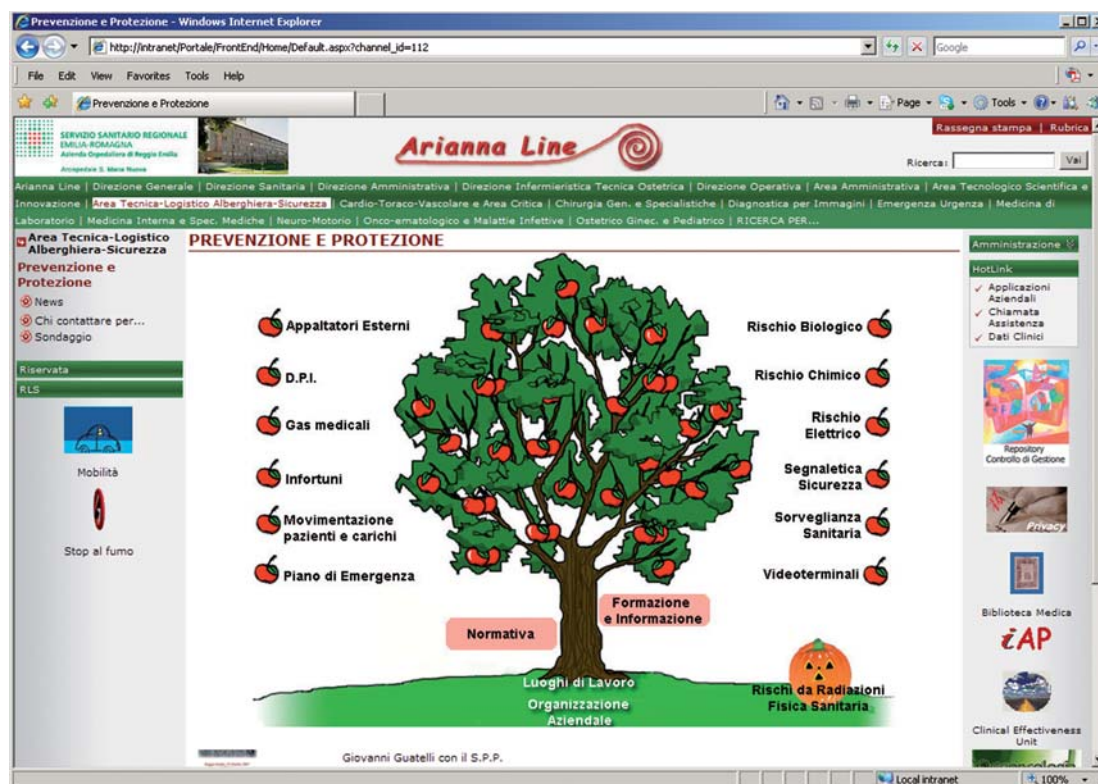 Prevenzione e Protezione - Windows Internet Explorer
http://intranet/Portale/FrontEnd/Home/Default.aspx?channel_id=112
Google
File Edit View Favorites Tools Help
Prevenzione e Protezione
Page
Tools
SERVIZIO SANITARIO REGIONALE
EMILIA-ROMAGNA
Azienda Ospedaliera di Reggio Emilia
Arcispedale S. Maria Nuova
Arianna Line
Rassegna stampa | Rubrica
Ricerca:
Vai
Arianna Line | Direzione Generale | Direzione Sanitaria | Direzione Amministrativa | Direzione Infermieristica Tecnica Ostetrica | Direzione Operativa | Area Amministrativa | Area Tecnologico Scientifica e
Innovazione | Area Tecnica-Logistico Alberghiera-Sicurezza | Cardio-Toraco-Vascolare e Area Critica | Chirurgia Gen. e Specialistiche | Diagnostica per Immagini | Emergenza Urgenza | Medicina di
Laboratorio | Medicina Interna e Spec. Mediche | Neuro-Motorio | Onco-ematologico e Malattie Infettive | Ostetrico Ginec. e Pediatrico | RICERCA PER...
Area Tecnica-Logistico
Alberghiera-Sicurezza
Prevenzione e
Protezione
News
Chi contattare per...
Sondaggio
Riservata
RLS
Mobilità
Stop al fumo
PREVENZIONE E PROTEZIONE
Appaltatori Esterni
D.P.I.
Gas medicali
Infortuni
Movimentazione
pazienti e carichi
Piano di Emergenza
Rischio Biologico
Rischio Chimico
Rischio
Elettrico
Segnaletica
Sicurezza
Sorveglianza
Sanitaria
Videoterminali
Formazione
e Informazione
Normativa
Luoghi di Lavoro
Organizzazione
Aziendale
Rischi da Radiazioni
Fisica Sanitaria
Giovanni Guatelli con il S.P.P.
Amministrazione
HotLink
Applicazioni
Aziendali
Chiamata
Assistenza
Dati Clinici
Repository
Controllo di Gestione
Privacy
Biblioteca Medica
iAP
Clinical Effectiveness
Unit
Local intranet
100%